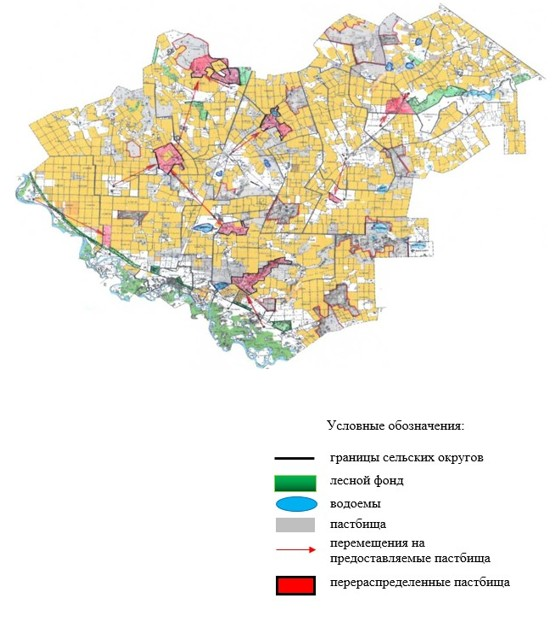 Условные обозначения:
границы сельских округов
лесной фонд
водоемы
пастбища
перемещения на
предоставляемые пастбища
перераспределенные пастбища